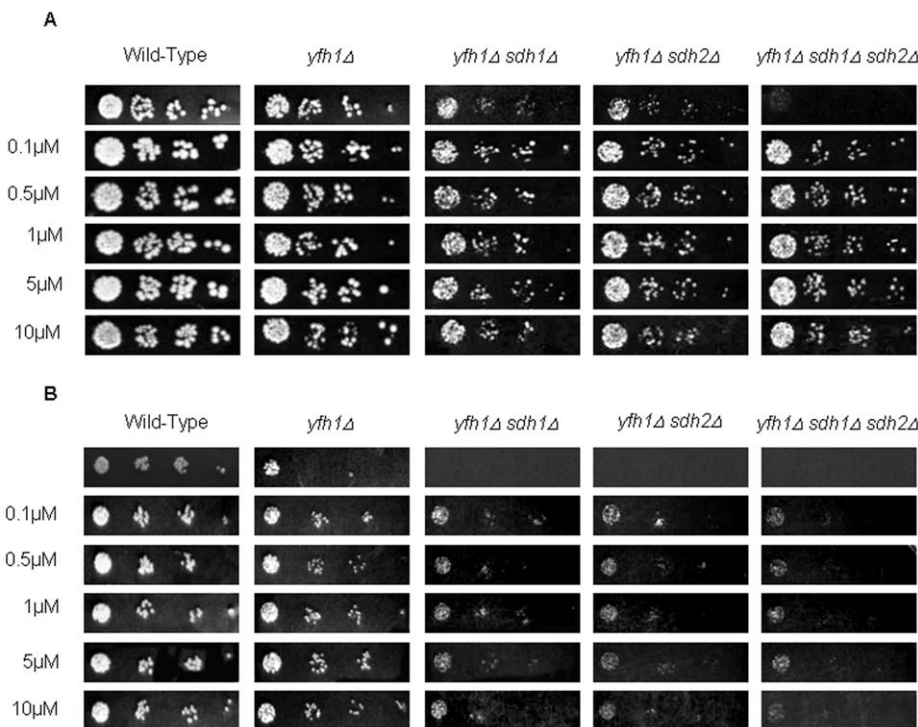 A
Wild-Type yfh1Δ yfh1Δ sdh1Δ yfh1Δ sdh2Δ yfh1Δ sdh1Δ sdh2Δ
0.1µM
0.5µM
1µM
5µM
10µM
B
Wild-Type yfh1Δ yfh1Δ sdh1Δ yfh1Δ sdh2Δ yfh1Δ sdh1Δ sdh2Δ
0.1µM
0.5µM
1µM
5µM
10µM